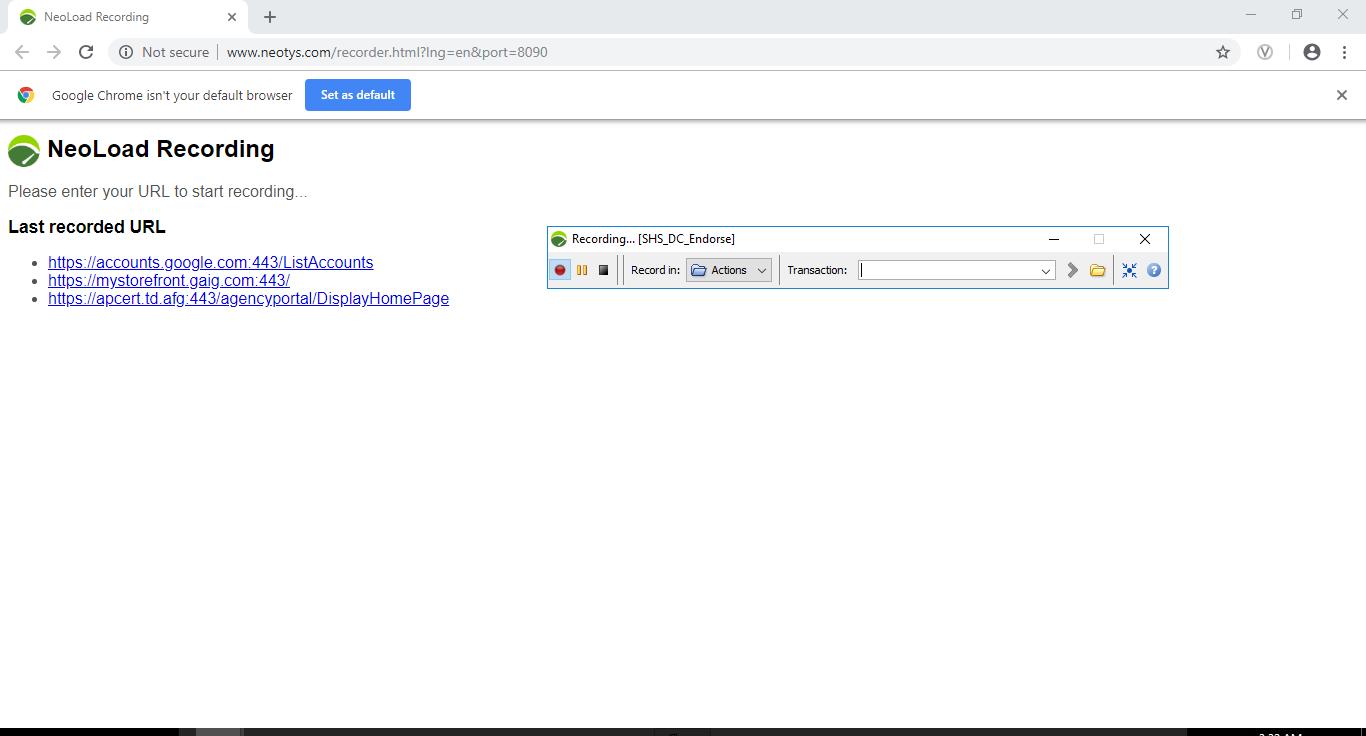 NeoLoad Recording
Not secure | www.neotys.com/recorder.html?lng=en&port=8090
Google Chrome isn't your default browser Set as default
NeoLoad Recording
Please enter your URL to start recording...
Last recorded URL
https://accounts.google.com:443/ListAccounts
https://mystorefront.gaig.com:443/
https://apcert.td.afg:443/agencyportal/DisplayHomePage
Recording... [SHS_DC_Endorse]
Record in: Actions Transaction: